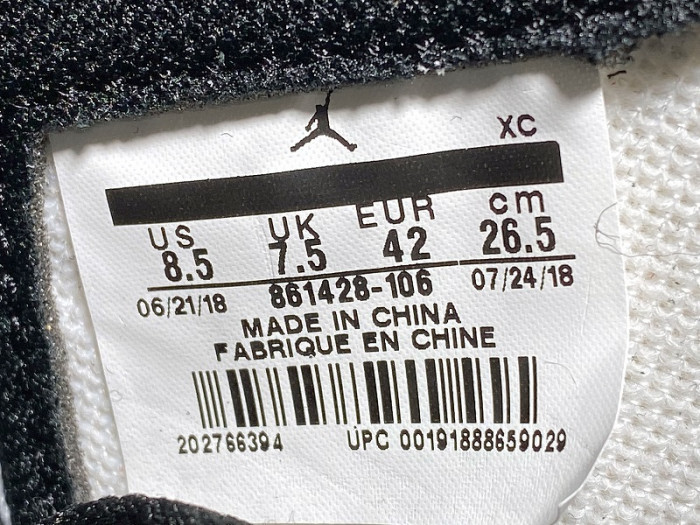 XC
US UK EUR cm
8.5 7.5 42 26.5
06/21/18 861428-106 07/24/18
MADE IN CHINA
FABRIQUE EN CHINE
202766394 UPC 00191888659029